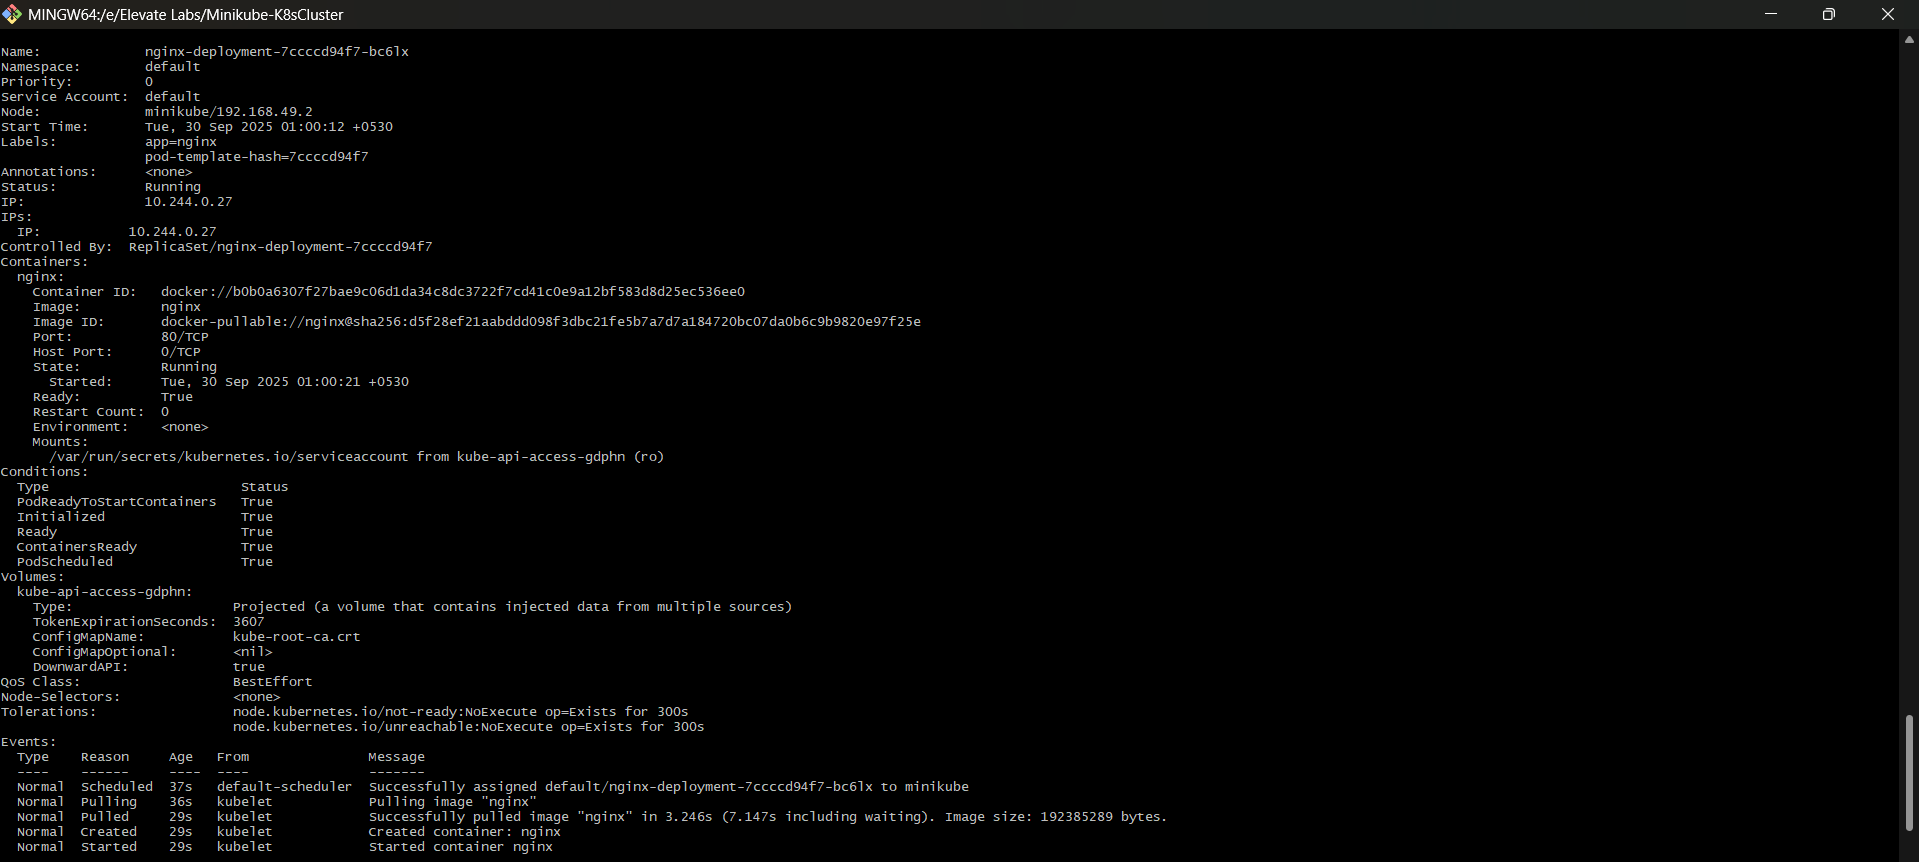 MINGW64:/e/Elevate Labs/Minikube-K8sCluster
Name:             nginx-deployment-7ccccd94f7-bc6lx
Namespace:        default
Priority:         0
Service Account:  default
Node:             minikube/192.168.49.2
Start Time:       Tue, 30 Sep 2025 01:00:12 +0530
Labels:           app=nginx
                  pod-template-hash=7ccccd94f7
Annotations:      <none>
Status:           Running
IP:               10.244.0.27
IPs:
  IP:           10.244.0.27
Controlled By:  ReplicaSet/nginx-deployment-7ccccd94f7
Containers:
  nginx:
    Container ID:   docker://b0b0a6307f27bae9c06d1da34c8dc3722f7cd41c0e9a12bf583d8d25ec536ee0
    Image:          nginx
    Image ID:       docker-pullable://nginx@sha256:d5f28ef21aabddd098f3dbc21fe5b7a7d7a184720bc07da0b6c9b9820e97f25e
    Port:           80/TCP
    Host Port:      0/TCP
    State:          Running
      Started:      Tue, 30 Sep 2025 01:00:21 +0530
    Ready:          True
    Restart Count:  0
    Environment:    <none>
    Mounts:
      /var/run/secrets/kubernetes.io/serviceaccount from kube-api-access-gdphn (ro)
Conditions:
  Type                        Status
  PodReadyToStartContainers   True
  Initialized                 True
  Ready                       True
  ContainersReady             True
  PodScheduled                True
Volumes:
  kube-api-access-gdphn:
    Type:                    Projected (a volume that contains injected data from multiple sources)
    TokenExpirationSeconds:  3607
    ConfigMapName:           kube-root-ca.crt
    ConfigMapOptional:       <nil>
    DownwardAPI:             true
QoS Class:                   BestEffort
Node-Selectors:              <none>
Tolerations:                 node.kubernetes.io/not-ready:NoExecute op=Exists for 300s
                             node.kubernetes.io/unreachable:NoExecute op=Exists for 300s
Events:
  Type    Reason     Age   From               Message
  ----    ------     ----  ----               -------
  Normal  Scheduled  37s   default-scheduler  Successfully assigned default/nginx-deployment-7ccccd94f7-bc6lx to minikube
  Normal  Pulling    36s   kubelet            Pulling image "nginx"
  Normal  Pulled     29s   kubelet            Successfully pulled image "nginx" in 3.246s (7.147s including waiting). Image size: 192385289 bytes.
  Normal  Created    29s   kubelet            Created container: nginx
  Normal  Started    29s   kubelet            Started container nginx